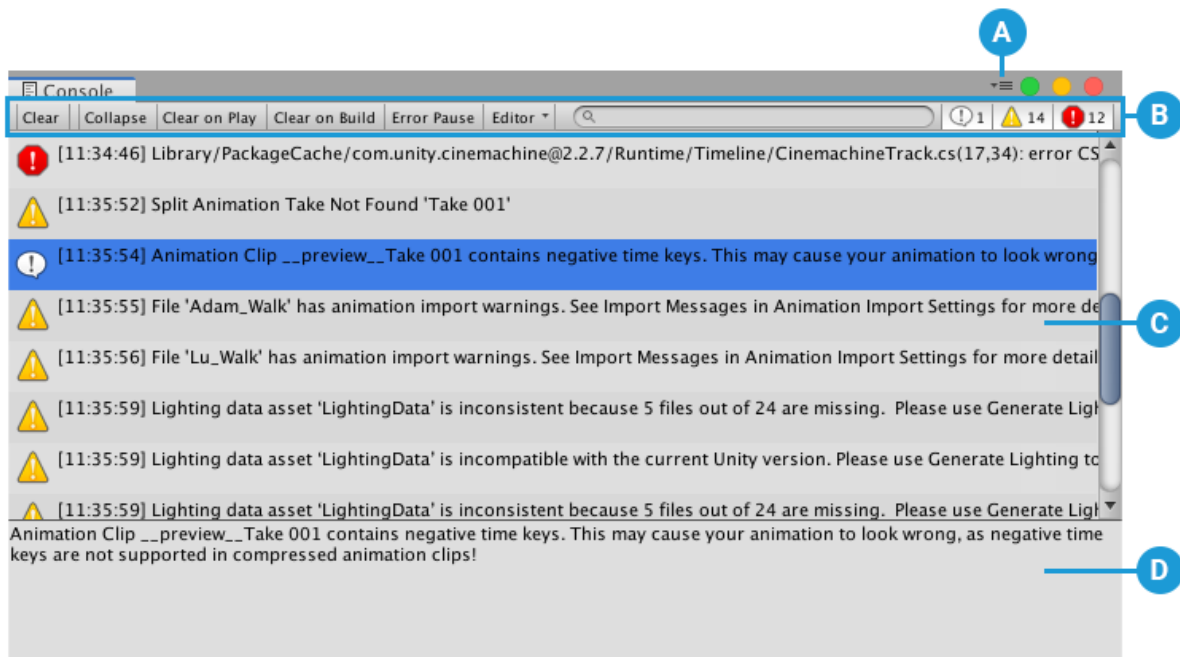 A
Console
Clear Collapse Clear on Play Clear on Build Error Pause Editor 1 14 12
B
[11:34:46] Library/PackageCache/com.unity.cinemachine@2.2.7/Runtime/Timeline/CinemachineTrack.cs(17,34): error CS
[11:35:52] Split Animation Take Not Found 'Take 001'
[11:35:54] Animation Clip __preview__Take 001 contains negative time keys. This may cause your animation to look wrong
[11:35:55] File 'Adam_Walk' has animation import warnings. See Import Messages in Animation Import Settings for more de
C
[11:35:56] File 'Lu_Walk' has animation import warnings. See Import Messages in Animation Import Settings for more detail
[11:35:59] Lighting data asset ‘LightingData’ is inconsistent because 5 files out of 24 are missing.  Please use Generate Ligh
[11:35:59] Lighting data asset ‘LightingData’ is incompatible with the current Unity version. Please use Generate Lighting to
[11:35:59] Lighting data asset ‘LightingData’ is inconsistent because 5 files out of 24 are missing.  Please use Generate Ligh
Animation Clip __preview__Take 001 contains negative time keys. This may cause your animation to look wrong, as negative time
keys are not supported in compressed animation clips!
D